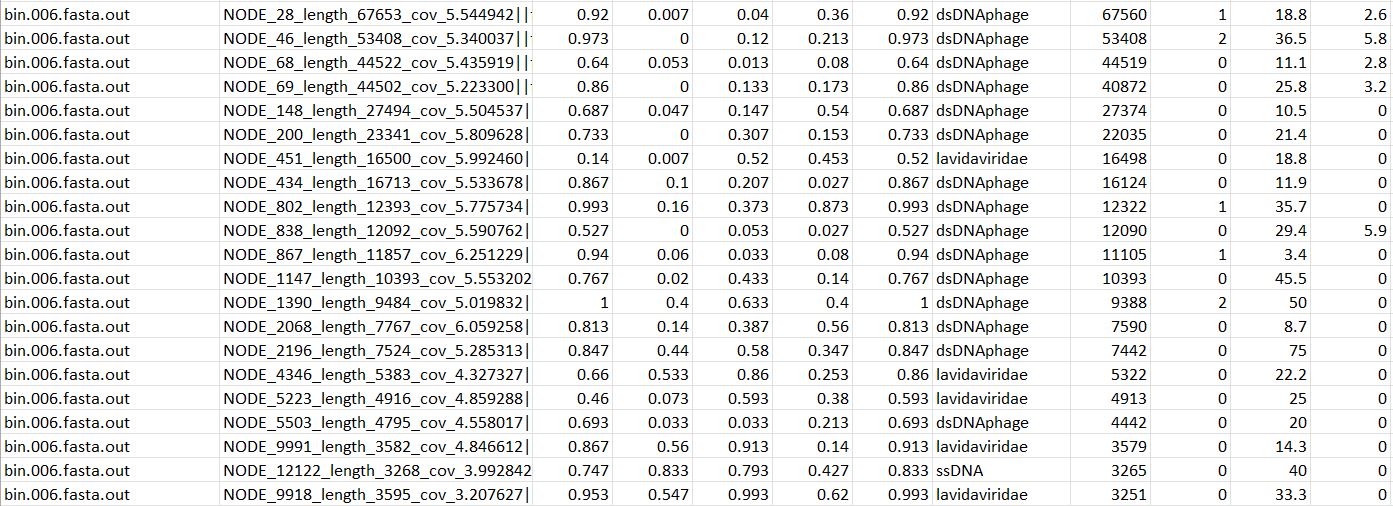 bin.006.fasta.out NODE_28_length_67653_cov_5.544942|| 0.92 0.007 0.04 0.36 0.92 dsDNAphage 67560 1 18.8 2.6
bin.006.fasta.out NODE_46_length_53408_cov_5.340037|| 0.973 0 0.12 0.213 0.973 dsDNAphage 53408 2 36.5 5.8
bin.006.fasta.out NODE_68_length_44522_cov_5.435919|| 0.64 0.053 0.013 0.08 0.64 dsDNAphage 44519 0 11.1 2.8
bin.006.fasta.out NODE_69_length_44502_cov_5.223300|| 0.86 0 0.133 0.173 0.86 dsDNAphage 40872 0 25.8 3.2
bin.006.fasta.out NODE_148_length_27494_cov_5.504537| 0.687 0.047 0.147 0.54 0.687 dsDNAphage 27374 0 10.5 0
bin.006.fasta.out NODE_200_length_23341_cov_5.809628| 0.733 0 0.307 0.153 0.733 dsDNAphage 22035 0 21.4 0
bin.006.fasta.out NODE_451_length_16500_cov_5.992460| 0.14 0.007 0.52 0.453 0.52 lavidaviridae 16498 0 18.8 0
bin.006.fasta.out NODE_434_length_16713_cov_5.533678| 0.867 0.1 0.207 0.027 0.867 dsDNAphage 16124 0 11.9 0
bin.006.fasta.out NODE_802_length_12393_cov_5.775734| 0.993 0.16 0.373 0.873 0.993 dsDNAphage 12322 1 35.7 0
bin.006.fasta.out NODE_838_length_12092_cov_5.590762| 0.527 0 0.053 0.027 0.527 dsDNAphage 12090 0 29.4 5.9
bin.006.fasta.out NODE_867_length_11857_cov_6.251229| 0.94 0.06 0.033 0.08 0.94 dsDNAphage 11105 1 3.4 0
bin.006.fasta.out NODE_1147_length_10393_cov_5.553202 0.767 0.02 0.433 0.14 0.767 dsDNAphage 10393 0 45.5 0
bin.006.fasta.out NODE_1390_length_9484_cov_5.019832| 1 0.4 0.633 0.4 1 dsDNAphage 9388 2 50 0
bin.006.fasta.out NODE_2068_length_7767_cov_6.059258| 0.813 0.14 0.387 0.56 0.813 dsDNAphage 7590 0 8.7 0
bin.006.fasta.out NODE_2196_length_7524_cov_5.285313| 0.847 0.44 0.58 0.347 0.847 dsDNAphage 7442 0 75 0
bin.006.fasta.out NODE_4346_length_5383_cov_4.327327| 0.66 0.533 0.86 0.253 0.86 lavidaviridae 5322 0 22.2 0
bin.006.fasta.out NODE_5223_length_4916_cov_4.859288| 0.46 0.073 0.593 0.38 0.593 lavidaviridae 4913 0 25 0
bin.006.fasta.out NODE_5503_length_4795_cov_4.558017| 0.693 0.033 0.033 0.213 0.693 dsDNAphage 4442 0 20 0
bin.006.fasta.out NODE_9991_length_3582_cov_4.846612| 0.867 0.56 0.913 0.14 0.913 lavidaviridae 3579 0 14.3 0
bin.006.fasta.out NODE_12122_length_3268_cov_3.992842 0.747 0.833 0.793 0.427 0.833 ssDNA 3265 0 40 0
bin.006.fasta.out NODE_9918_length_3595_cov_3.207627| 0.953 0.547 0.993 0.62 0.993 lavidaviridae 3251 0 33.3 0